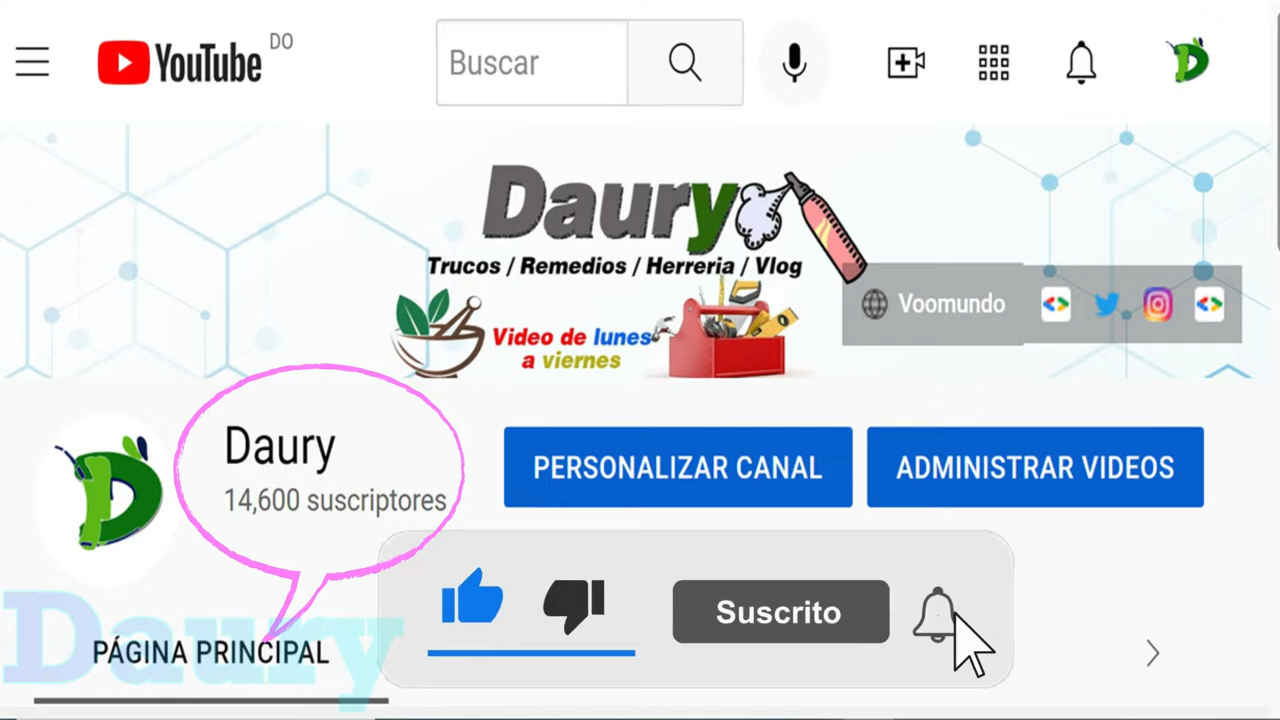 YouTube DO
Buscar
Daury
Trucos / Remedios / Herreria / Vlog
Voomundo
Video de lunes
a viernes
Daury
14,600 suscriptores
PERSONALIZAR CANAL
ADMINISTRAR VIDEOS
Suscrito
Daury
PÁGINA PRINCIPAL